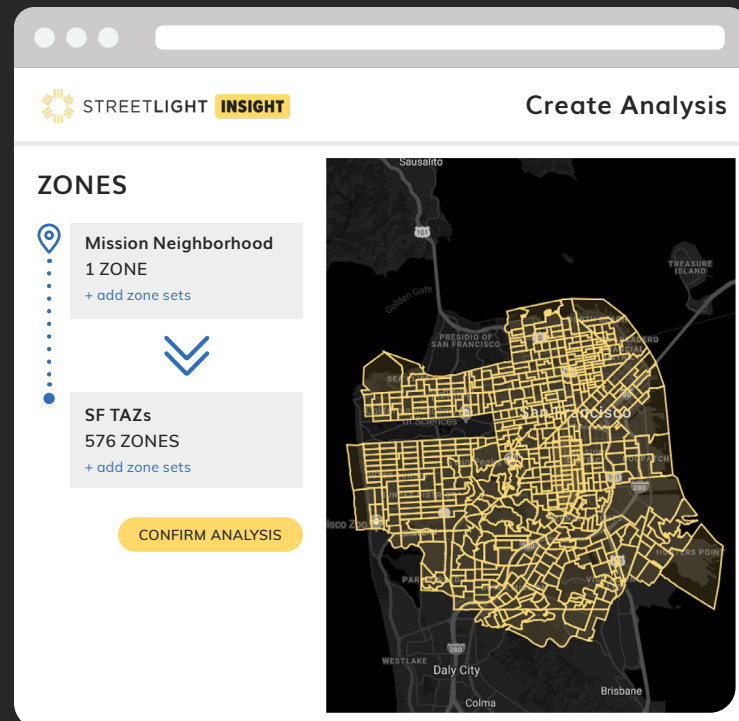 STREETLIGHT INSIGHT
Create Analysis
ZONES
Mission Neighborhood
1 ZONE
+ add zone sets
SF TAZs
576 ZONES
+ add zone sets
CONFIRM ANALYSIS
Sausalito
101
TREASURE
ISLAND
Golden Gate
PRESIDIO OF
SAN FRANCISCO
San Francisco
of Sciences
280
HUNTERS POINT
280
WESTLAKE
Daly City
Brisbane
Colma